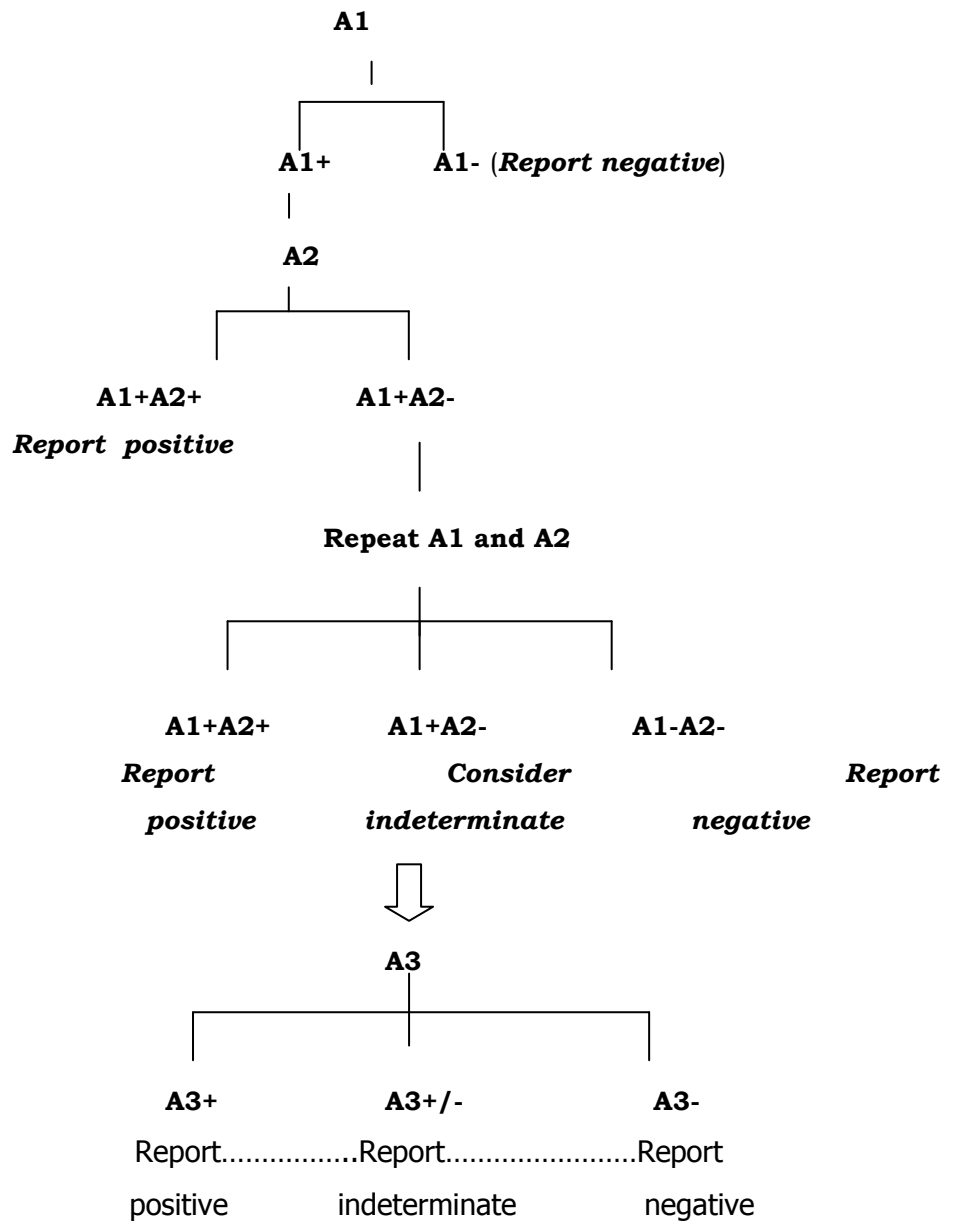 A1
A1+ A1- (Report negative)
A2
A1+A2+ A1+A2-
Report positive
Repeat A1 and A2
A1+A2+ A1+A2- A1-A2-
Report Consider Report
positive indeterminate negative
A3
A3+ A3+/- A3-
Report………………Report……………………Report
positive indeterminate negative